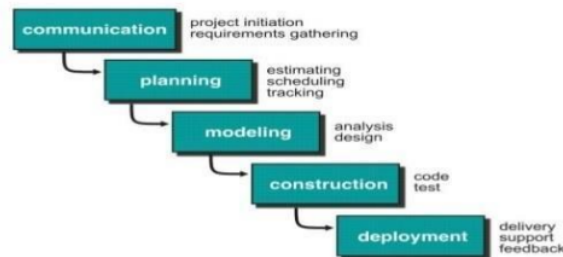 communication
project initiation
requirements gathering
planning
estimating
scheduling
tracking
modeling
analysis
design
construction
code
test
deployment
delivery
support
feedback